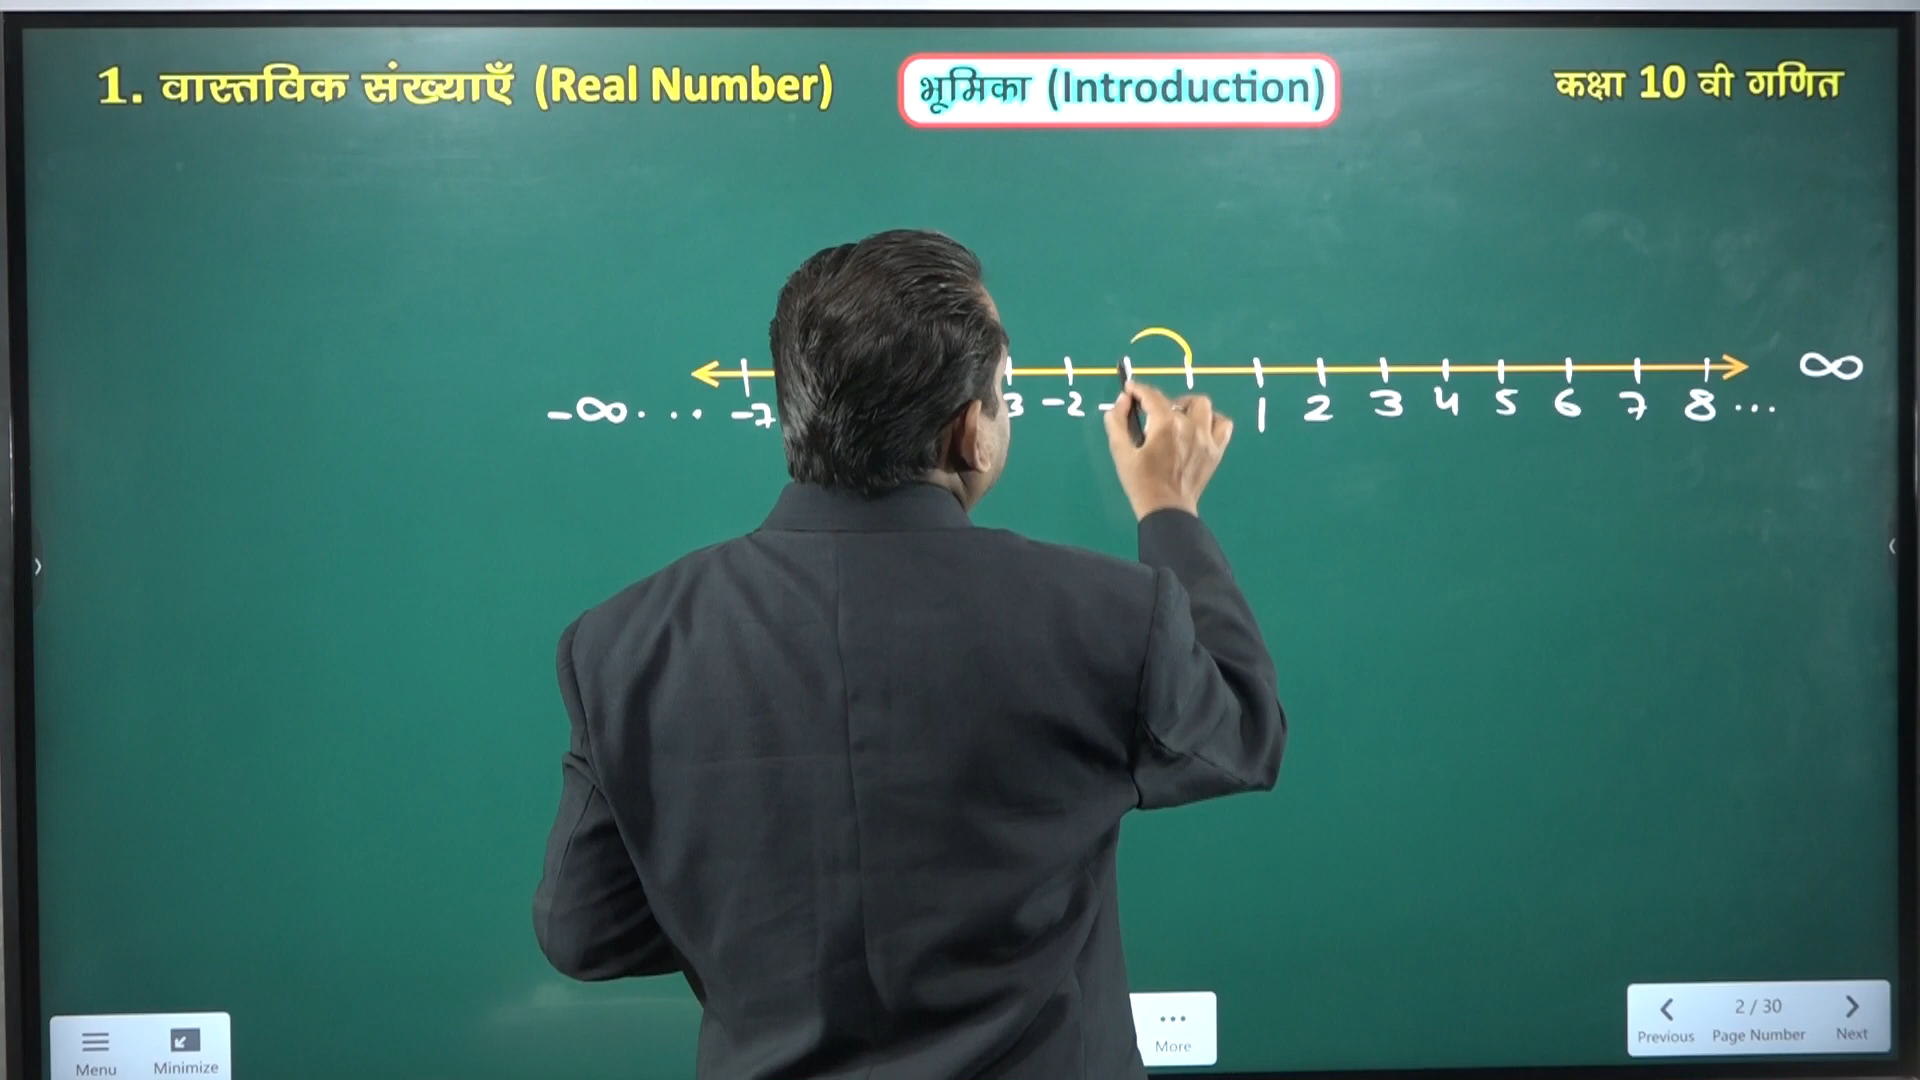 1. वास्तविक संख्याएँ (Real Number) भूमिका (Introduction) कक्षा 10 वी गणित
∞
-∞ ... -7 3 -2 - 1 2 3 4 5 6 7 8 ...
Menu Minimize More Previous 2 / 30 Page Number Next